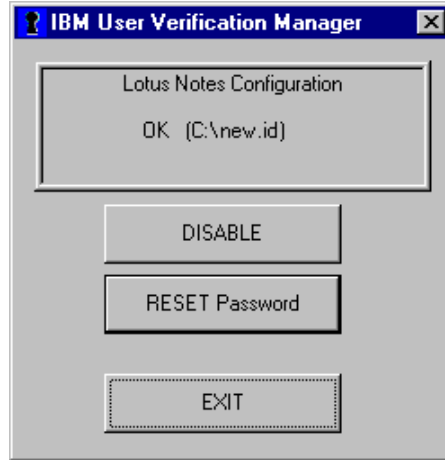 IBM User Verification Manager
Lotus Notes Configuration
OK (C:\new.id)
DISABLE
RESET Password
EXIT